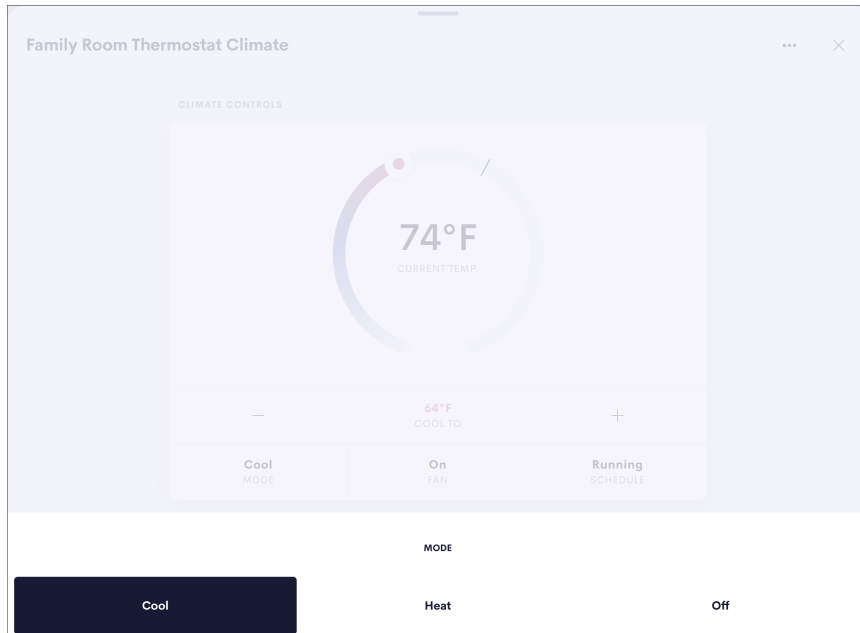 Family Room Thermostat Climate
CLIMATE CONTROLS
74°F
CURRENT TEMP.
64°F
COOL TO
Cool
MODE
On
FAN
Running
SCHEDULE
MODE
Cool
Heat
Off